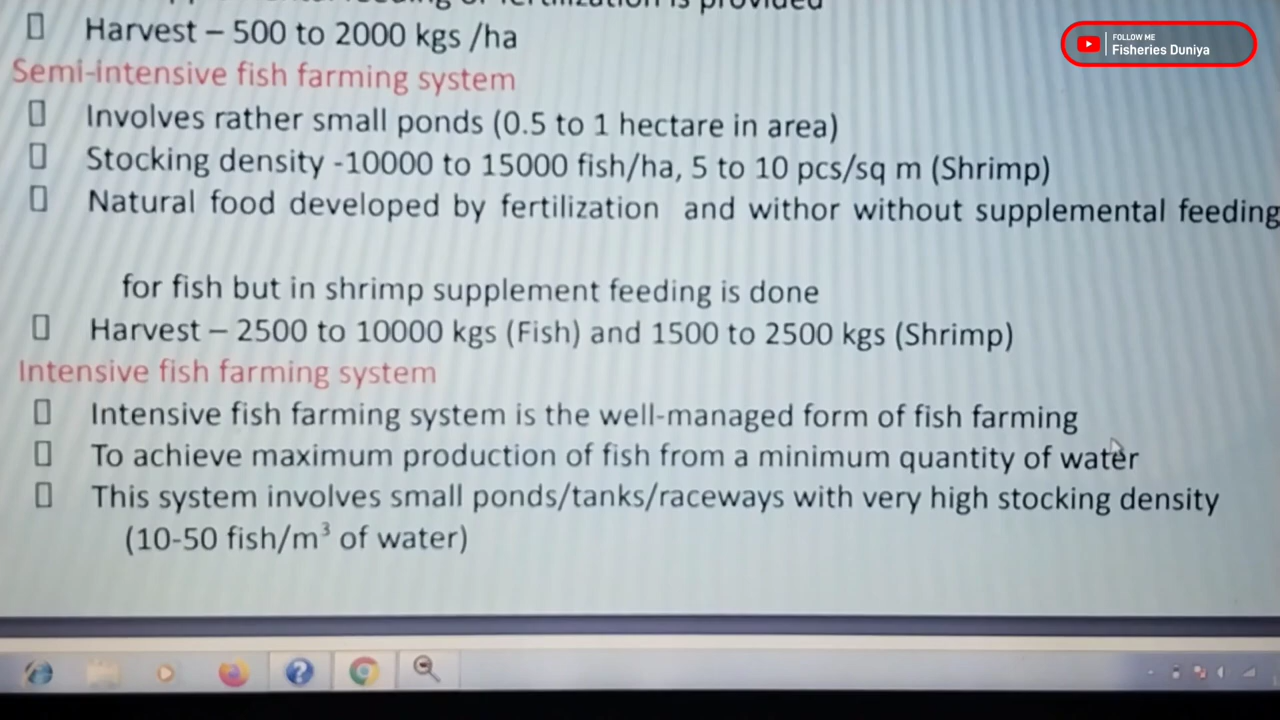 fertilization is provided
Harvest – 500 to 2000 kgs /ha
FOLLOW ME
Fisheries Duniya
Semi-intensive fish farming system
Involves rather small ponds (0.5 to 1 hectare in area)
Stocking density -10000 to 15000 fish/ha, 5 to 10 pcs/sq m (Shrimp)
Natural food developed by fertilization and withor without supplemental feeding
for fish but in shrimp supplement feeding is done
Harvest – 2500 to 10000 kgs (Fish) and 1500 to 2500 kgs (Shrimp)
Intensive fish farming system
Intensive fish farming system is the well-managed form of fish farming
To achieve maximum production of fish from a minimum quantity of water
This system involves small ponds/tanks/raceways with very high stocking density
(10-50 fish/m³ of water)